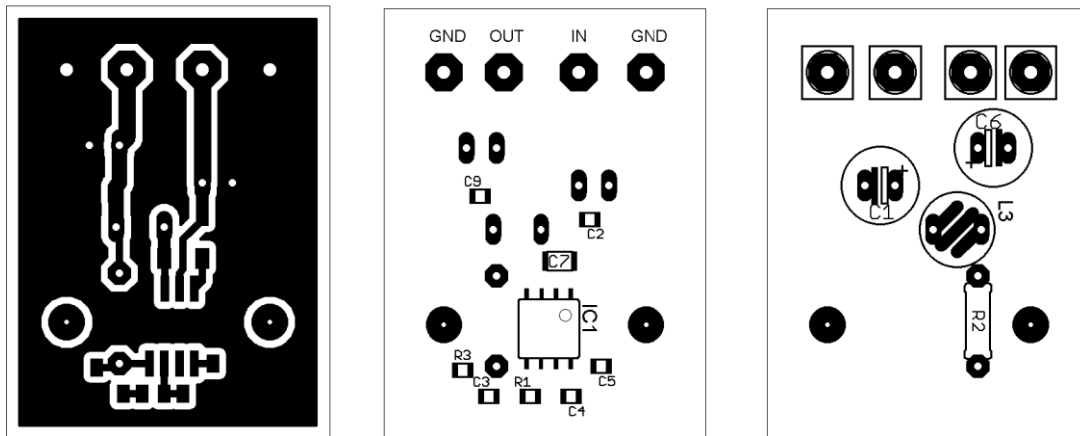 GND OUT IN GND
C9
C2
C7
IC1
R3
C3
R1
C5
C4
C6
+
+
C1
L3
R2